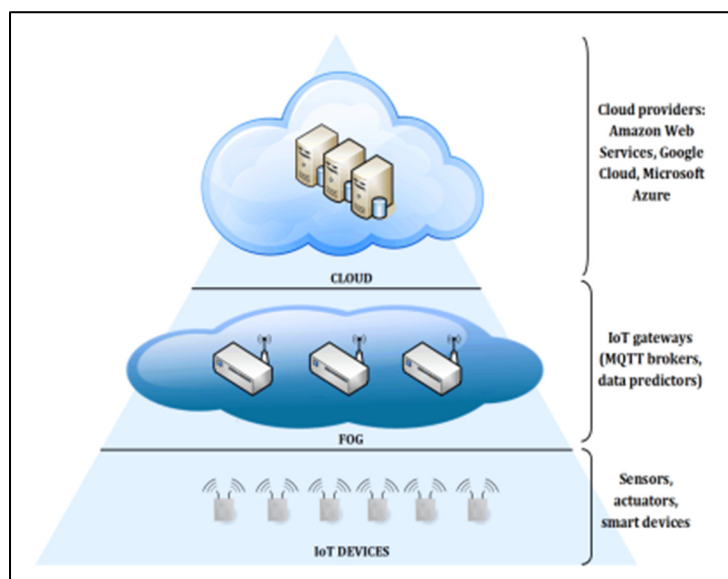 Cloud providers:
Amazon Web
Services, Google
Cloud, Microsoft
Azure
CLOUD
IoT gateways
(MQTT brokers,
data predictors)
FOG
Sensors,
actuators,
smart devices
IoT DEVICES